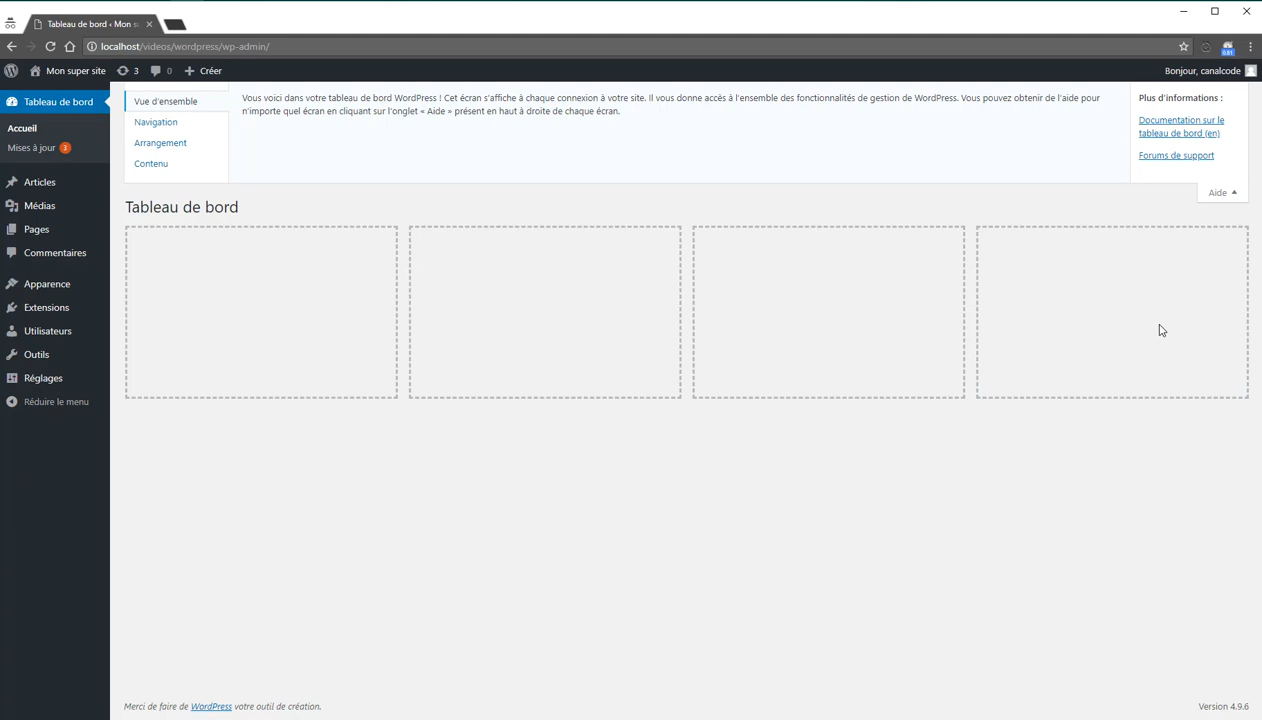 Tableau de bord ‹ Mon s
localhost/videos/wordpress/wp-admin/
0.81
Mon super site
3
0
Créer
Bonjour, canalcode
Tableau de bord
Accueil
Mises à jour 3
Articles
Médias
Pages
Commentaires
Apparence
Extensions
Utilisateurs
Outils
Réglages
Réduire le menu
Vue d'ensemble
Navigation
Arrangement
Contenu
Vous voici dans votre tableau de bord WordPress ! Cet écran s'affiche à chaque connexion à votre site. Il vous donne accès à l'ensemble des fonctionnalités de gestion de WordPress. Vous pouvez obtenir de l'aide pour
n'importe quel écran en cliquant sur l'onglet « Aide » présent en haut à droite de chaque écran.
Plus d'informations :
Documentation sur le
tableau de bord (en)
Forums de support
Aide
Tableau de bord
Merci de faire de WordPress votre outil de création.
Version 4.9.6